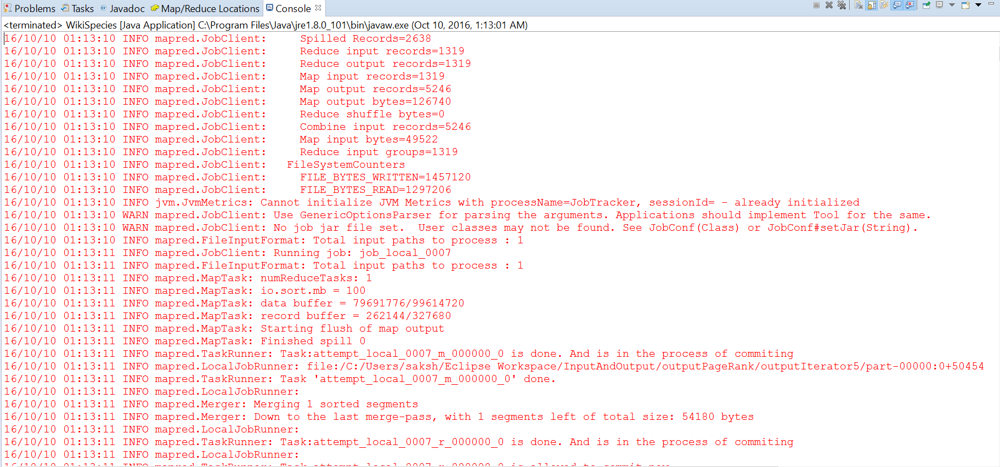 Problems Tasks @ Javadoc Map/Reduce Locations Console
<terminated> WikiSpecies [Java Application] C:\Program Files\Java\jre1.8.0_101\bin\javaw.exe (Oct 10, 2016, 1:13:01 AM)
16/10/10 01:13:10 INFO mapred.JobClient:     Spilled Records=2638
16/10/10 01:13:10 INFO mapred.JobClient:     Reduce input records=1319
16/10/10 01:13:10 INFO mapred.JobClient:     Reduce output records=1319
16/10/10 01:13:10 INFO mapred.JobClient:     Map input records=1319
16/10/10 01:13:10 INFO mapred.JobClient:     Map output records=5246
16/10/10 01:13:10 INFO mapred.JobClient:     Map output bytes=126740
16/10/10 01:13:10 INFO mapred.JobClient:     Reduce shuffle bytes=0
16/10/10 01:13:10 INFO mapred.JobClient:     Combine input records=5246
16/10/10 01:13:10 INFO mapred.JobClient:     Map input bytes=49522
16/10/10 01:13:10 INFO mapred.JobClient:     Reduce input groups=1319
16/10/10 01:13:10 INFO mapred.JobClient:   FileSystemCounters
16/10/10 01:13:10 INFO mapred.JobClient:     FILE_BYTES_WRITTEN=1457120
16/10/10 01:13:10 INFO mapred.JobClient:     FILE_BYTES_READ=1297206
16/10/10 01:13:10 INFO jvm.JvmMetrics: Cannot initialize JVM Metrics with processName=JobTracker, sessionId= - already initialized
16/10/10 01:13:10 WARN mapred.JobClient: Use GenericOptionsParser for parsing the arguments. Applications should implement Tool for the same.
16/10/10 01:13:10 WARN mapred.JobClient: No job jar file set.  User classes may not be found. See JobConf(Class) or JobConf#setJar(String).
16/10/10 01:13:10 INFO mapred.FileInputFormat: Total input paths to process : 1
16/10/10 01:13:11 INFO mapred.JobClient: Running job: job_local_0007
16/10/10 01:13:11 INFO mapred.FileInputFormat: Total input paths to process : 1
16/10/10 01:13:11 INFO mapred.MapTask: numReduceTasks: 1
16/10/10 01:13:11 INFO mapred.MapTask: io.sort.mb = 100
16/10/10 01:13:11 INFO mapred.MapTask: data buffer = 79691776/99614720
16/10/10 01:13:11 INFO mapred.MapTask: record buffer = 262144/327680
16/10/10 01:13:11 INFO mapred.MapTask: Starting flush of map output
16/10/10 01:13:11 INFO mapred.MapTask: Finished spill 0
16/10/10 01:13:11 INFO mapred.TaskRunner: Task:attempt_local_0007_m_000000_0 is done. And is in the process of commiting
16/10/10 01:13:11 INFO mapred.LocalJobRunner: file:/C:/Users/saksh/Eclipse Workspace/InputAndOutput/outputPageRank/outputIterator5/part-00000:0+50454
16/10/10 01:13:11 INFO mapred.TaskRunner: Task 'attempt_local_0007_m_000000_0' done.
16/10/10 01:13:11 INFO mapred.LocalJobRunner:
16/10/10 01:13:11 INFO mapred.Merger: Merging 1 sorted segments
16/10/10 01:13:11 INFO mapred.Merger: Down to the last merge-pass, with 1 segments left of total size: 54180 bytes
16/10/10 01:13:11 INFO mapred.LocalJobRunner:
16/10/10 01:13:11 INFO mapred.TaskRunner: Task:attempt_local_0007_r_000000_0 is done. And is in the process of commiting
16/10/10 01:13:11 INFO mapred.LocalJobRunner:
16/10/10 01:13:11 INFO mapred.TaskRunner: Task attempt_local_0007_r_000000_0 is allowed to commit now